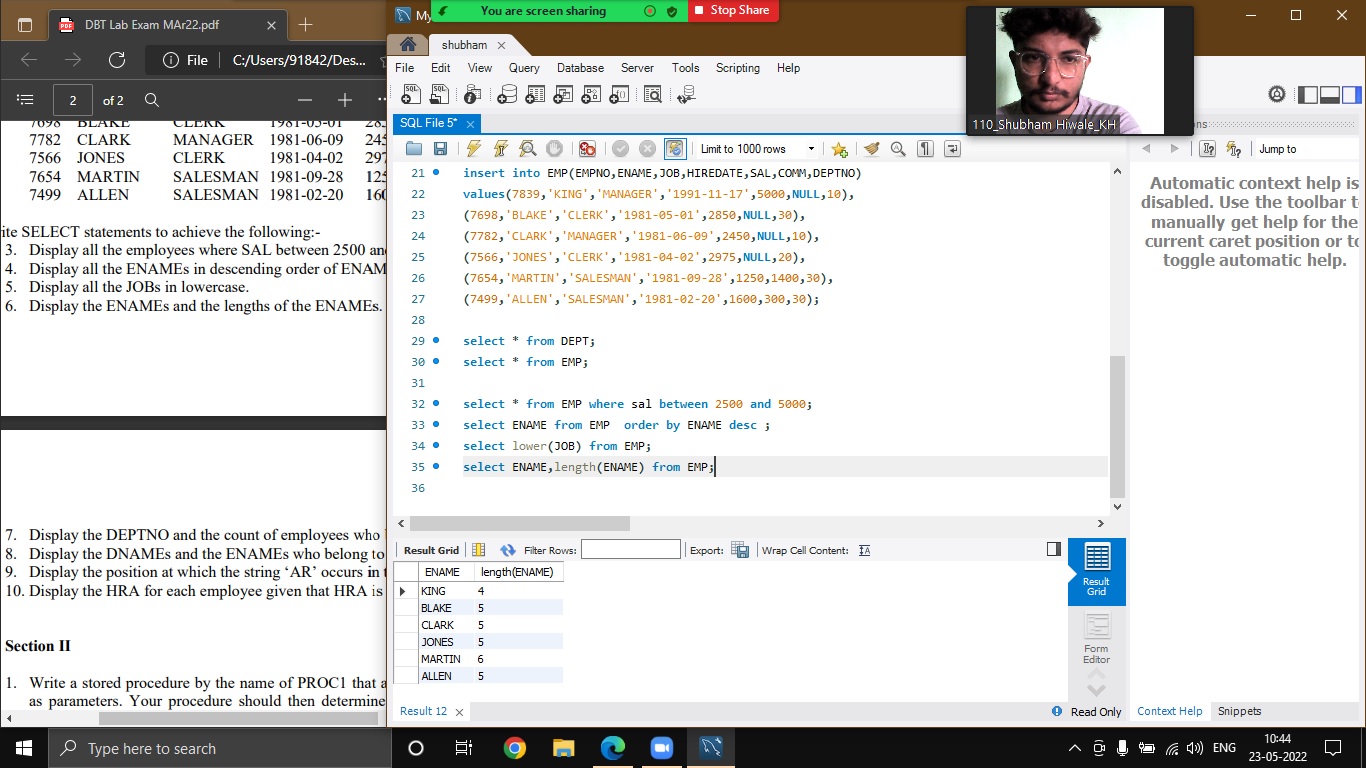 DBT Lab Exam MAr22.pdf
You are screen sharing
Stop Share
My
shubham
File
C:/Users/91842/Des...
File Edit View Query Database Server Tools Scripting Help
110_Shubham Hiwale_KH
2 of 2
SQL File 5*
Limit to 1000 rows
Jump to
7698 BLAKE CLERK 1981-05-01 285
7782 CLARK MANAGER 1981-06-09 245
7566 JONES CLERK 1981-04-02 297
7654 MARTIN SALESMAN 1981-09-28 125
7499 ALLEN SALESMAN 1981-02-20 160
ite SELECT statements to achieve the following:-
3. Display all the employees where SAL between 2500 an
4. Display all the ENAMEs in descending order of ENAM
5. Display all the JOBs in lowercase.
6. Display the ENAMEs and the lengths of the ENAMEs.
7. Display the DEPTNO and the count of employees who
8. Display the DNAMEs and the ENAMEs who belong to
9. Display the position at which the string ‘AR’ occurs in t
10. Display the HRA for each employee given that HRA is
Section II
1. Write a stored procedure by the name of PROC1 that a
as parameters. Your procedure should then determine
21 insert into EMP(EMPNO,ENAME,JOB,HIREDATE,SAL,COMM,DEPTNO)
22 values(7839,'KING','MANAGER','1991-11-17',5000,NULL,10),
23 (7698,'BLAKE','CLERK','1981-05-01',2850,NULL,30),
24 (7782,'CLARK','MANAGER','1981-06-09',2450,NULL,10),
25 (7566,'JONES','CLERK','1981-04-02',2975,NULL,20),
26 (7654,'MARTIN','SALESMAN','1981-09-28',1250,1400,30),
27 (7499,'ALLEN','SALESMAN','1981-02-20',1600,300,30);
28
29 select * from DEPT;
30 select * from EMP;
31
32 select * from EMP where sal between 2500 and 5000;
33 select ENAME from EMP  order by ENAME desc ;
34 select lower(JOB) from EMP;
35 select ENAME,length(ENAME) from EMP;
36
Automatic context help is
disabled. Use the toolbar t
manually get help for the
current caret position or to
toggle automatic help.
Result Grid Filter Rows: Export: Wrap Cell Content:
ENAME length(ENAME)
KING 4
BLAKE 5
CLARK 5
JONES 5
MARTIN 6
ALLEN 5
Result
Grid
Form
Editor
Result 12
Read Only
Context Help Snippets
Type here to search
ENG
10:44
23-05-2022